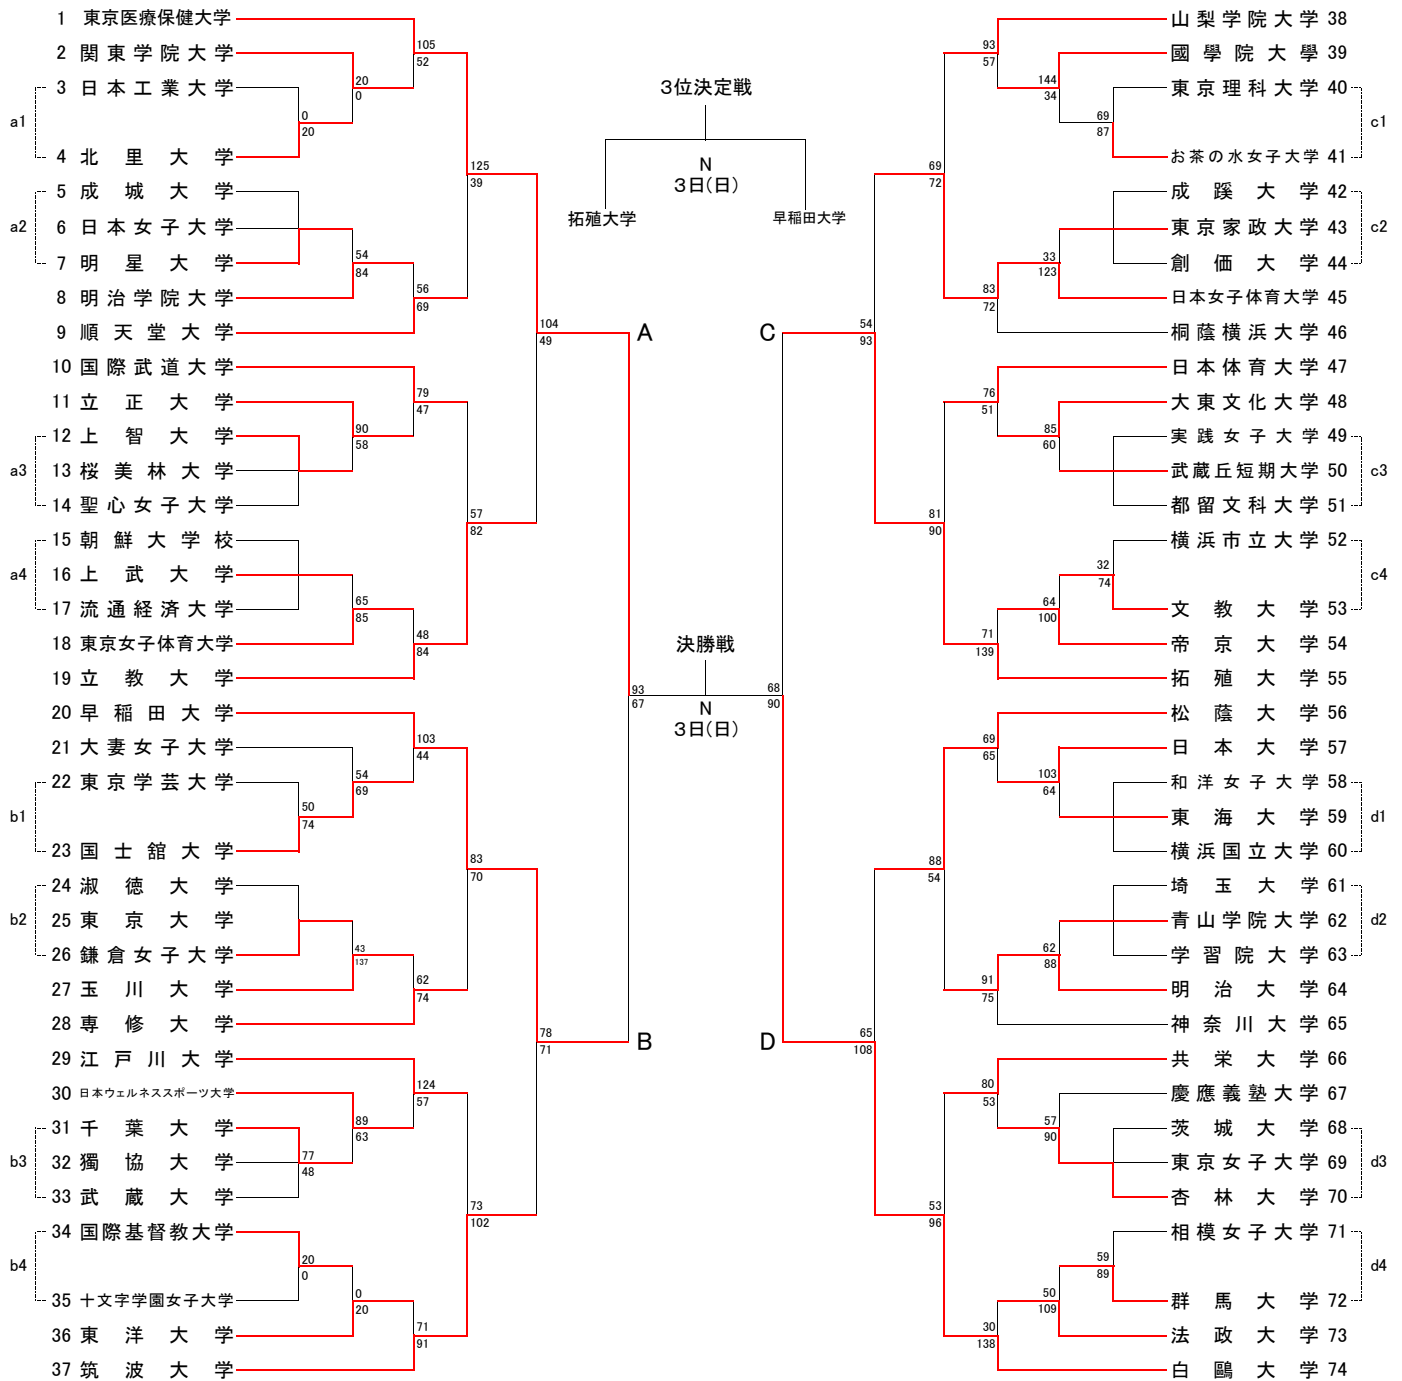 1 東京医療保健大学
2 関東学院大学
3 日本工業大学
4 北里大学
5 成城大学
6 日本女子大学
7 明星大学
8 明治学院大学
9 順天堂大学
10 国際武道大学
11 立正大学
12 上智大学
13 桜美林大学
14 聖心女子大学
15 朝鮮大学校
16 上武大学
17 流通経済大学
18 東京女子体育大学
19 立教大学
20 早稲田大学
21 大妻女子大学
22 東京学芸大学
23 国士舘大学
24 淑徳大学
25 東京大学
26 鎌倉女子大学
27 玉川大学
28 専修大学
29 江戸川大学
30 日本ウェルネススポーツ大学
31 千葉大学
32 獨協大学
33 武蔵大学
34 国際基督教大学
35 十文字学園女子大学
36 東洋大学
37 筑波大学
a1
a2
a3
a4
b1
b2
b3
b4
0
20
50
74
77
48
20
0
20
0
54
84
90
58
65
85
54
69
43
137
89
63
0
20
105
52
56
69
79
47
48
84
103
44
62
74
124
57
71
91
125
39
57
82
83
70
73
102
104
49
78
71
A
B
93
67
3位決定戦
N
3日(日)
拓殖大学
早稲田大学
決勝戦
N
3日(日)
68
90
C
D
54
93
65
108
69
72
81
90
88
54
53
96
93
57
83
72
76
51
71
139
69
65
91
75
80
53
30
138
144
34
33
123
85
60
64
100
103
64
62
88
57
90
50
109
69
87
32
74
59
89
山梨学院大学 38
國學院大學 39
東京理科大学 40
お茶の水女子大学 41
成蹊大学 42
東京家政大学 43
創価大学 44
日本女子体育大学 45
桐蔭横浜大学 46
日本体育大学 47
大東文化大学 48
実践女子大学 49
武蔵丘短期大学 50
都留文科大学 51
横浜市立大学 52
文教大学 53
帝京大学 54
拓殖大学 55
松蔭大学 56
日本大学 57
和洋女子大学 58
東海大学 59
横浜国立大学 60
埼玉大学 61
青山学院大学 62
学習院大学 63
明治大学 64
神奈川大学 65
共栄大学 66
慶應義塾大学 67
茨城大学 68
東京女子大学 69
杏林大学 70
相模女子大学 71
群馬大学 72
法政大学 73
白鷗大学 74
c1
c2
c3
c4
d1
d2
d3
d4